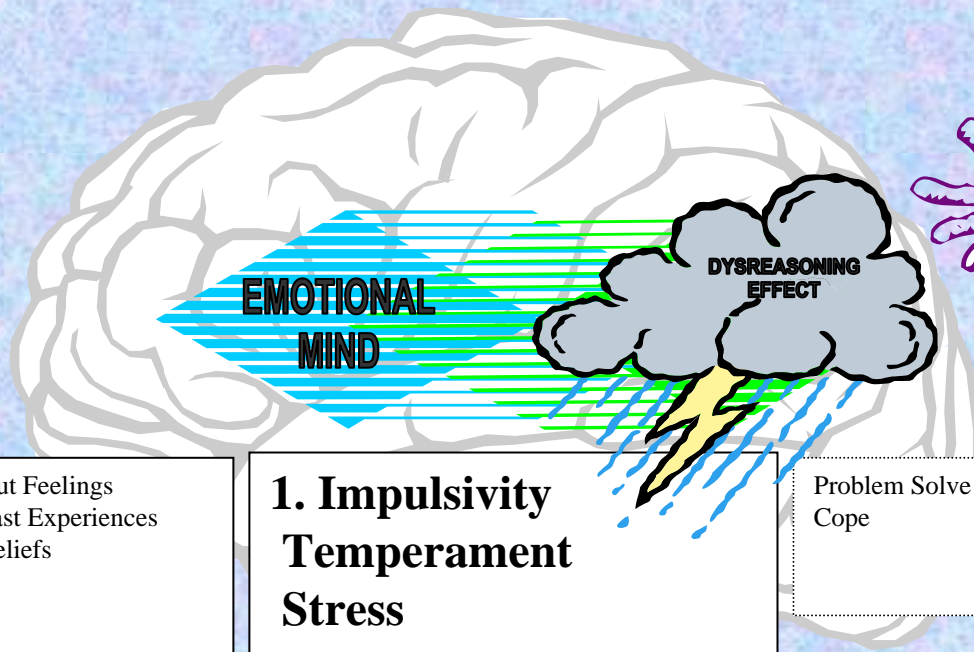 EMOTIONAL
MIND
DYSREASONING
EFFECT
ut Feelings
ast Experiences
eliefs
1. Impulsivity
Temperament
Stress
Problem Solve
Cope